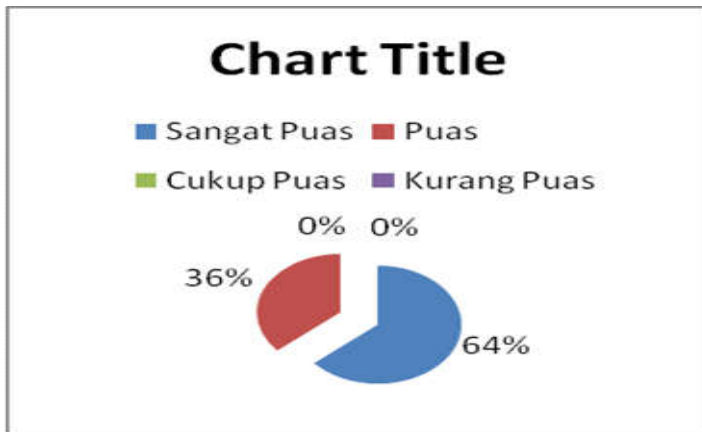 Chart Title
Sangat Puas Puas
Cukup Puas Kurang Puas
0% 0%
36%
64%